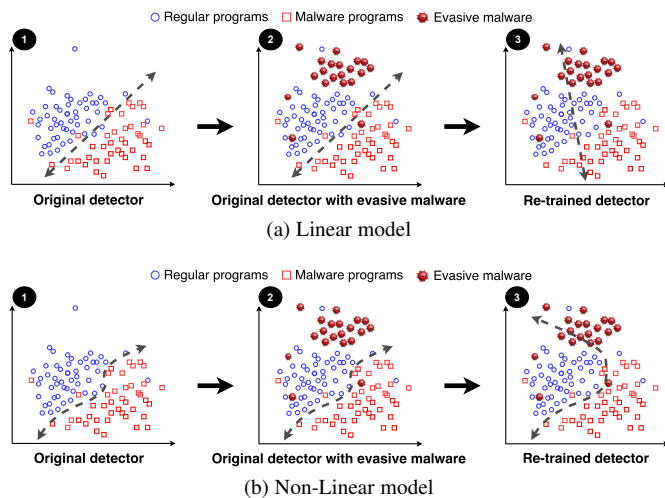 Regular programs Malware programs Evasive malware
1 2 3
Original detector Original detector with evasive malware Re-trained detector
(a) Linear model
Regular programs Malware programs Evasive malware
1 2 3
Original detector Original detector with evasive malware Re-trained detector
(b) Non-Linear model